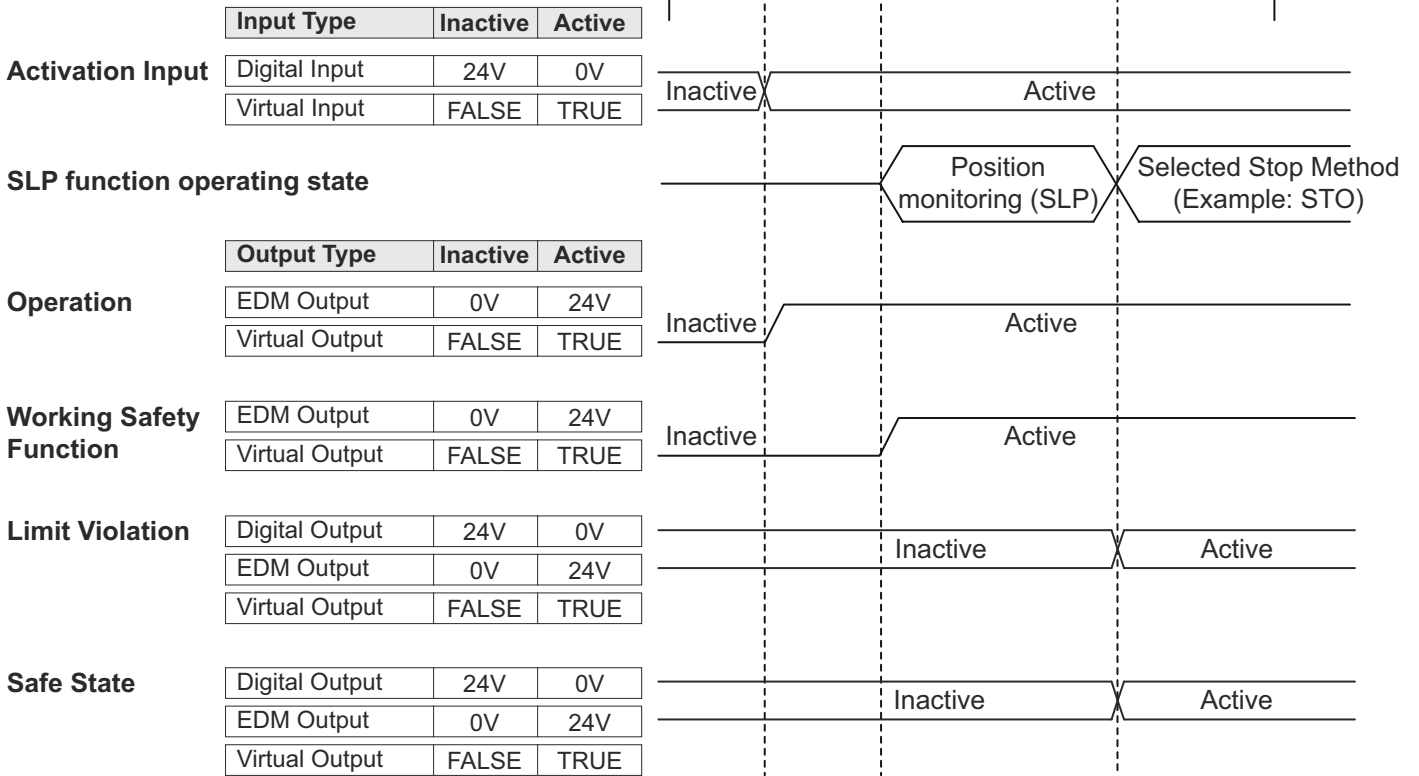 Input Type Inactive Active
Activation Input Digital Input 24V 0V Inactive Active
Virtual Input FALSE TRUE
SLP function operating state Position monitoring (SLP) Selected Stop Method (Example: STO)
Output Type Inactive Active
Operation EDM Output 0V 24V Inactive Active
Virtual Output FALSE TRUE
Working Safety Function EDM Output 0V 24V Inactive Active
Virtual Output FALSE TRUE
Limit Violation Digital Output 24V 0V Inactive Active
EDM Output 0V 24V
Virtual Output FALSE TRUE
Safe State Digital Output 24V 0V Inactive Active
EDM Output 0V 24V
Virtual Output FALSE TRUE